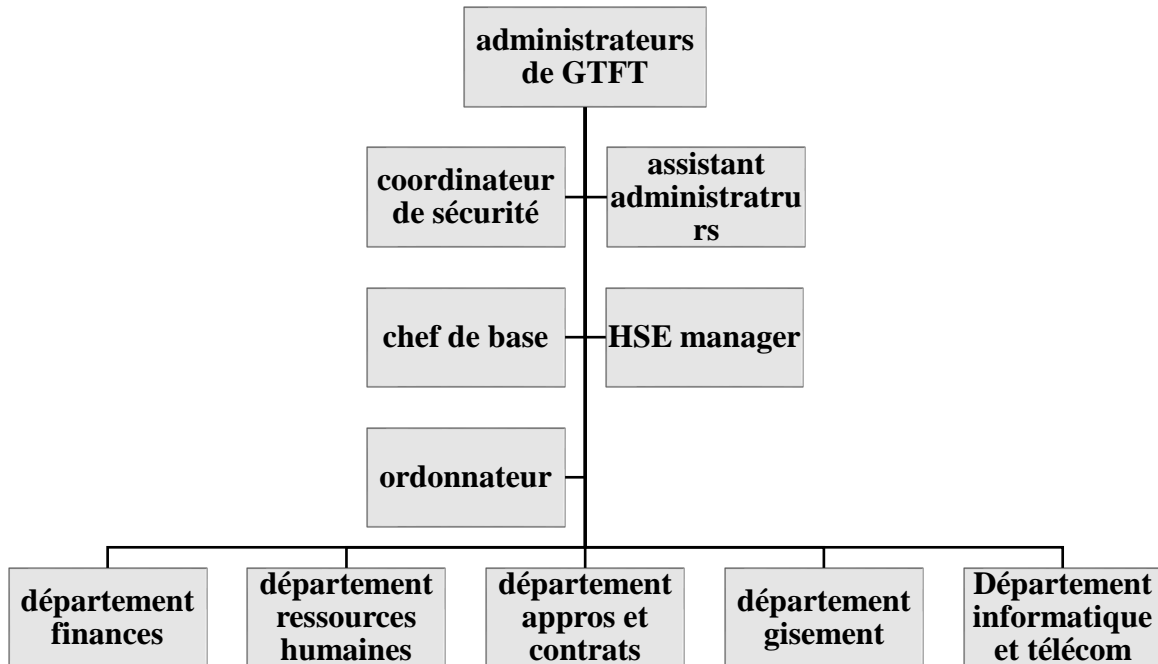 administrateurs
de GTFT
coordinateur
de sécurité
assistant
administratru
rs
chef de base
HSE manager
ordonnateur
département
finances
département
ressources
humaines
département
appros et
contrats
département
gisement
Département
informatique
et télécom